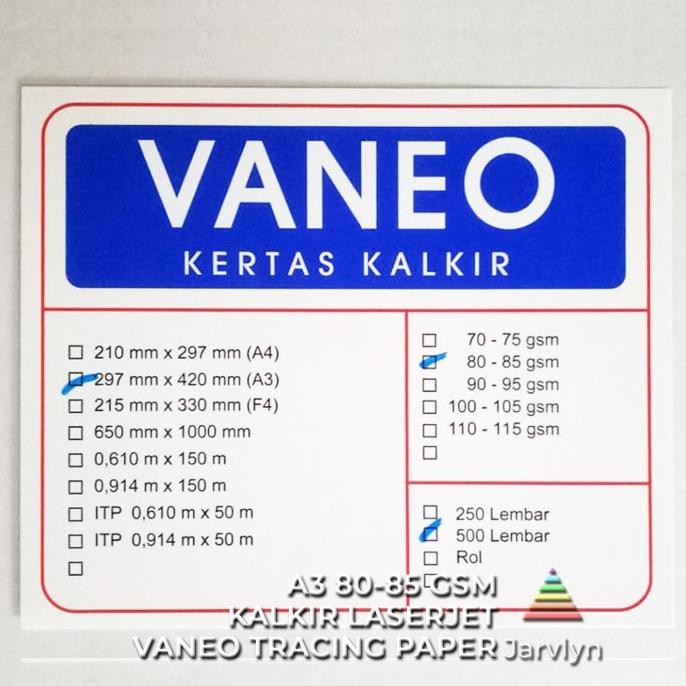 VANEO
KERTAS KALKIR
210 mm x 297 mm (A4)
297 mm x 420 mm (A3)
215 mm x 330 mm (F4)
650 mm x 1000 mm
0,610 m x 150 m
0,914 m x 150 m
ITP 0,610 m x 50 m
ITP 0,914 m x 50 m
70 - 75 gsm
80 - 85 gsm
90 - 95 gsm
100 - 105 gsm
110 - 115 gsm
250 Lembar
500 Lembar
Rol
A3 80-85 GSM
KALKIR LASERJET
VANEO TRACING PAPER Jarvlyn